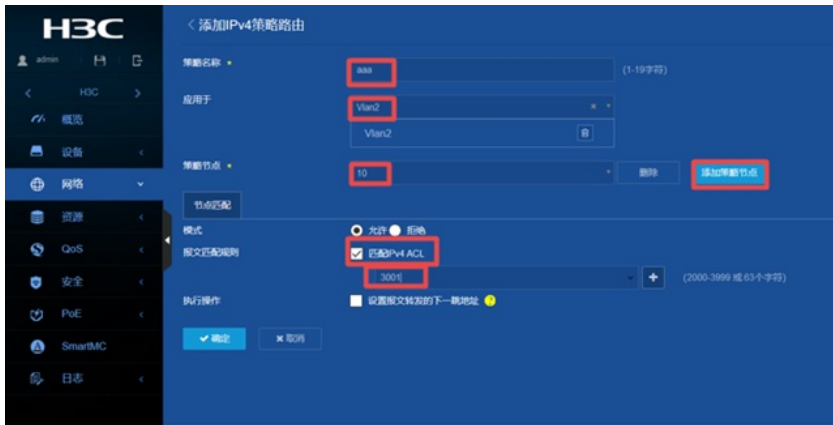 H3C
admin
H3C
概览
设备
网络
资源
QoS
安全
PoE
SmartMC
日志
添加IPv4策略路由
策略名称
aaa
(1-19字符)
应用于
Vlan2
Vlan2
策略节点
10
删除
添加策略节点
节点匹配
模式
允许 拒绝
报文匹配规则
匹配IPv4 ACL
3001
(2000-3999 或 63个字符)
执行操作
设置报文转发的下一跳地址
确定
取消